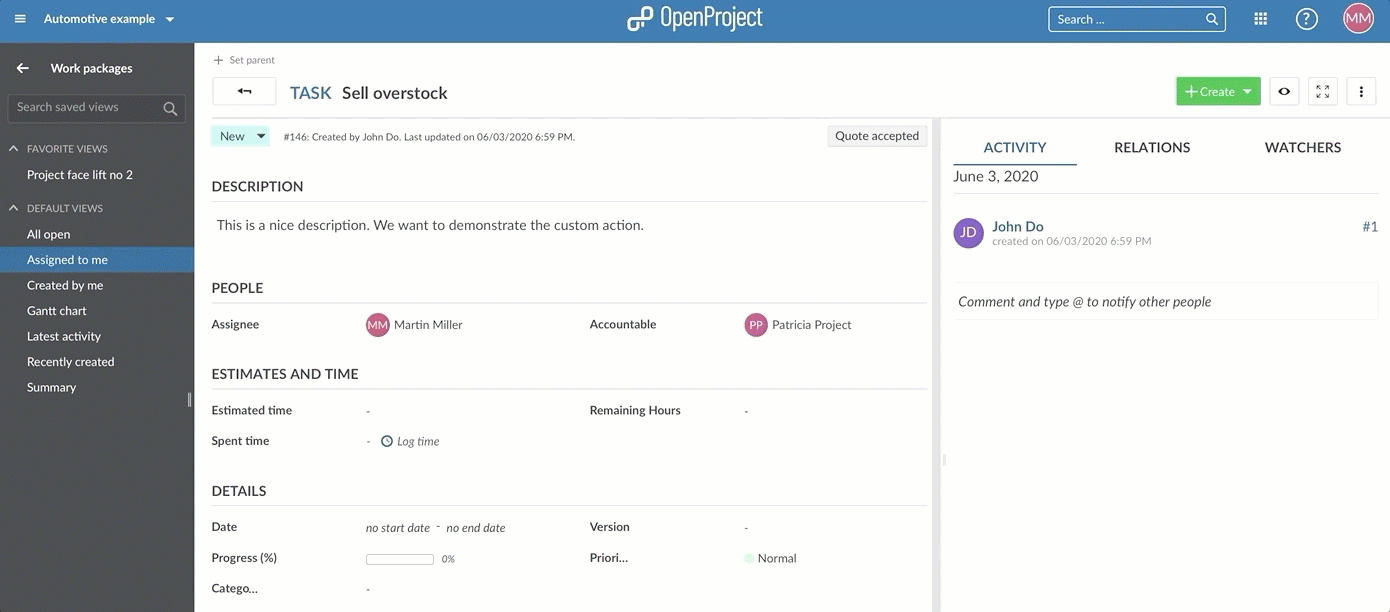 Automotive example
OpenProject
Search ...
?
MM
Work packages
Search saved views
FAVORITE VIEWS
Project face lift no 2
DEFAULT VIEWS
All open
Assigned to me
Created by me
Gantt chart
Latest activity
Recently created
Summary
+ Set parent
TASK Sell overstock
+ Create
New
#146: Created by John Do. Last updated on 06/03/2020 6:59 PM.
Quote accepted
DESCRIPTION
This is a nice description. We want to demonstrate the custom action.
PEOPLE
Assignee MM Martin Miller Accountable PP Patricia Project
ESTIMATES AND TIME
Estimated time - Remaining Hours -
Spent time - Log time
DETAILS
Date no start date - no end date Version -
Progress (%) 0% Priori... Normal
Catego... -
ACTIVITY RELATIONS WATCHERS
June 3, 2020
JD John Do #1
created on 06/03/2020 6:59 PM
Comment and type @ to notify other people